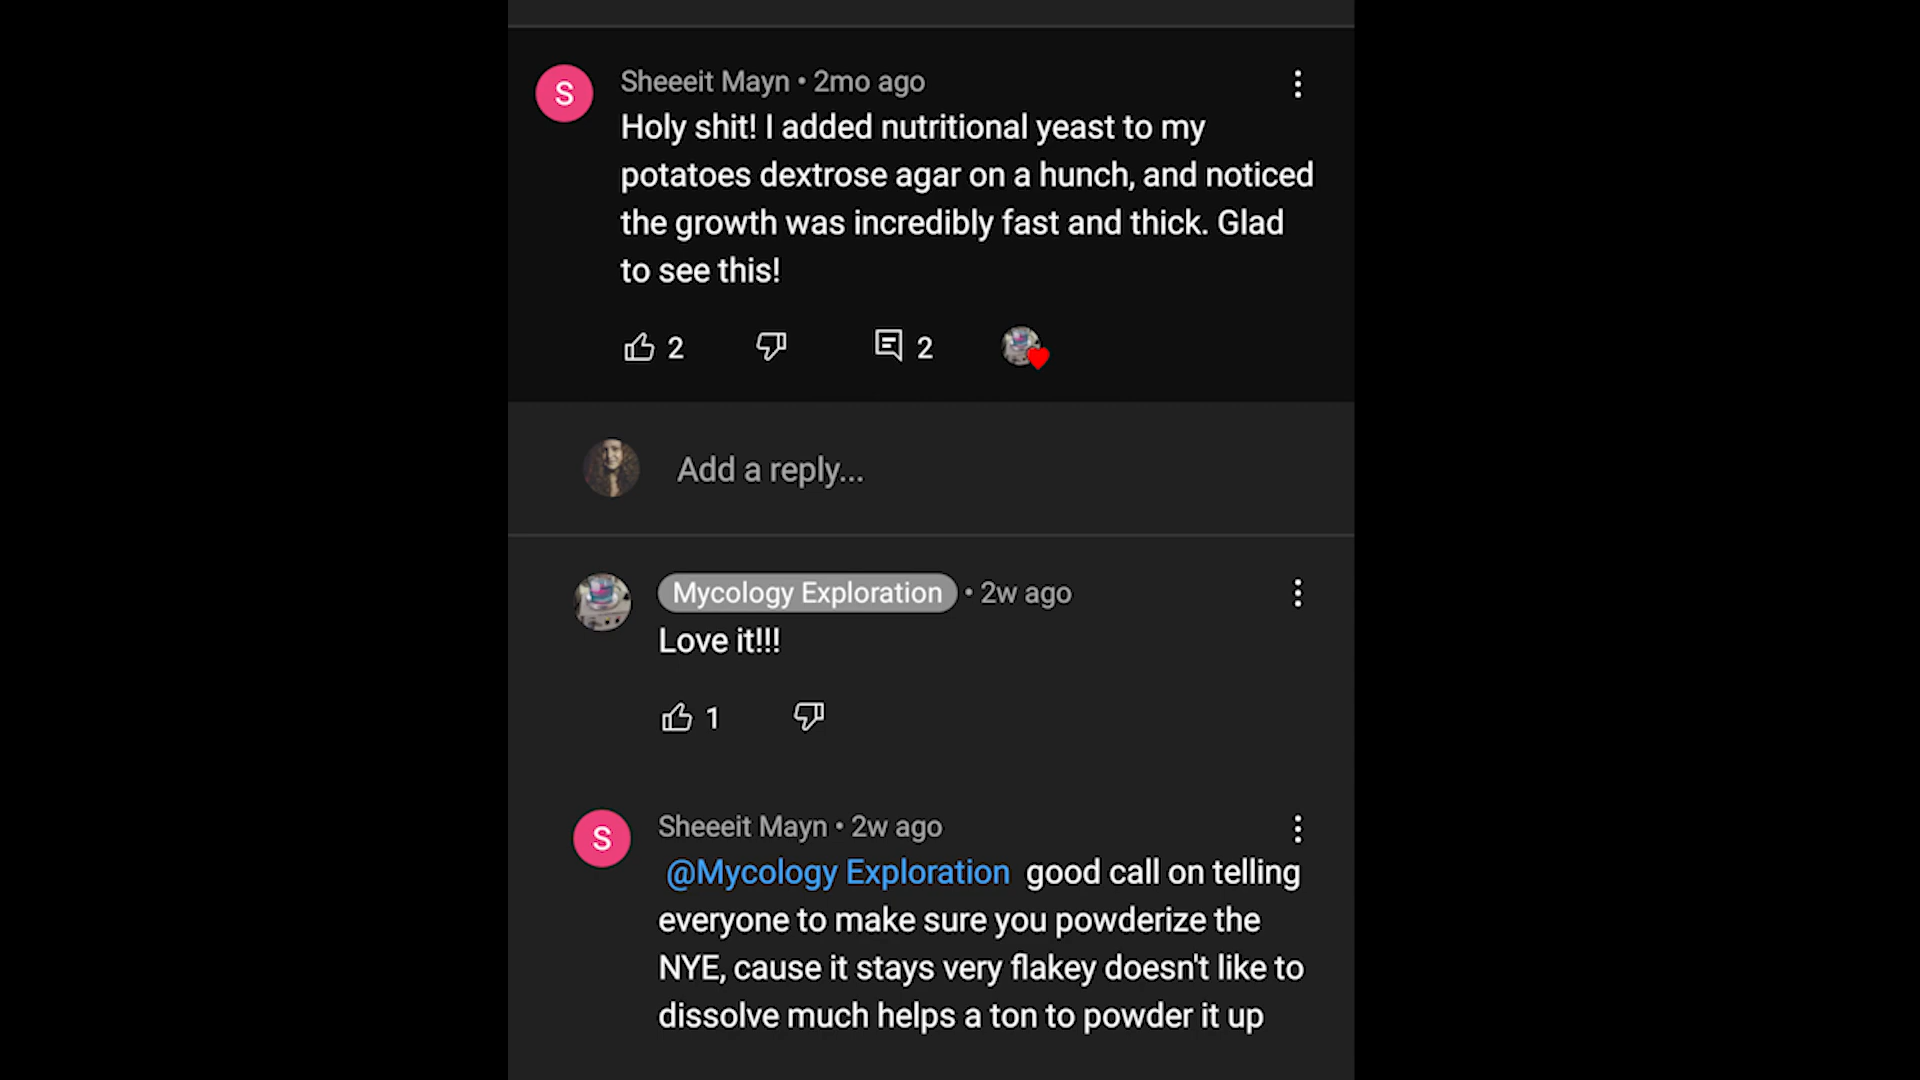 S
Sheeeit Mayn • 2mo ago
Holy shit! I added nutritional yeast to my
potatoes dextrose agar on a hunch, and noticed
the growth was incredibly fast and thick. Glad
to see this!
2 2
Add a reply...
Mycology Exploration • 2w ago
Love it!!!
1
S
Sheeeit Mayn • 2w ago
@Mycology Exploration good call on telling
everyone to make sure you powderize the
NYE, cause it stays very flakey doesn't like to
dissolve much helps a ton to powder it up